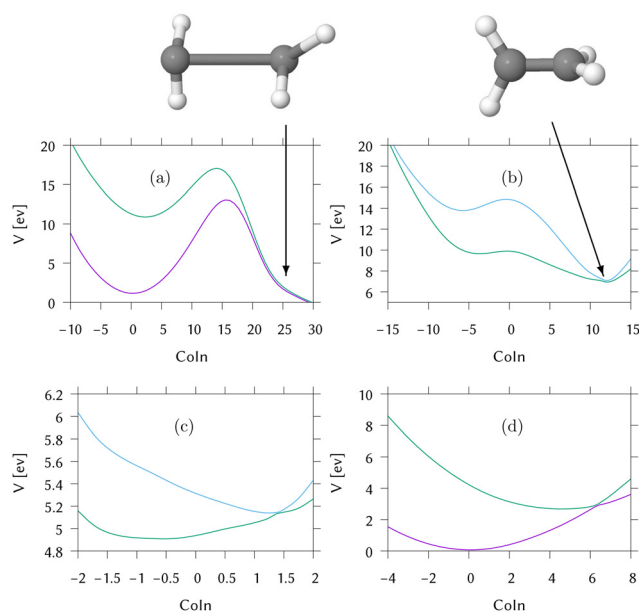 (a)
V [ev]
20
15
10
5
0
−10 −5 0 5 10 15 20 25 30
CoIn
(b)
V [ev]
20
18
16
14
12
10
8
6
−15 −10 −5 0 5 10 15
CoIn
(c)
V [ev]
6.2
6
5.8
5.6
5.4
5.2
5
4.8
−2 −1.5 −1 −0.5 0 0.5 1 1.5 2
CoIn
(d)
V [ev]
10
8
6
4
2
0
−4 −2 0 2 4 6 8
CoIn